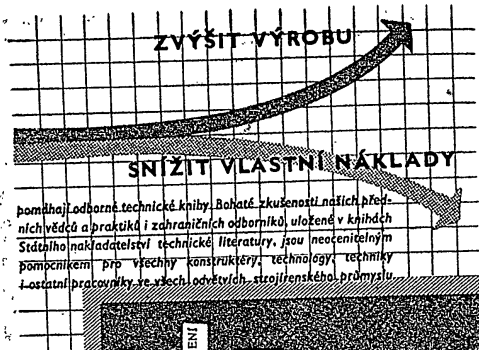 ZVÝŠIT VÝROBU
SNÍŽIT VLASTNÍ NÁKLADY
pomáhají odborné technické knihy. Bohaté zkušenosti našich před-
ních vědců a praktiků i zahraničních odborníků, uložené v knihách
Státního nakladatelství technické literatury, jsou neocenitelným
pomocníkem pro všechny konstruktéry, technology, techniky
i ostatní pracovníky ve všech odvětvích strojírenského průmyslu.
ENÍ